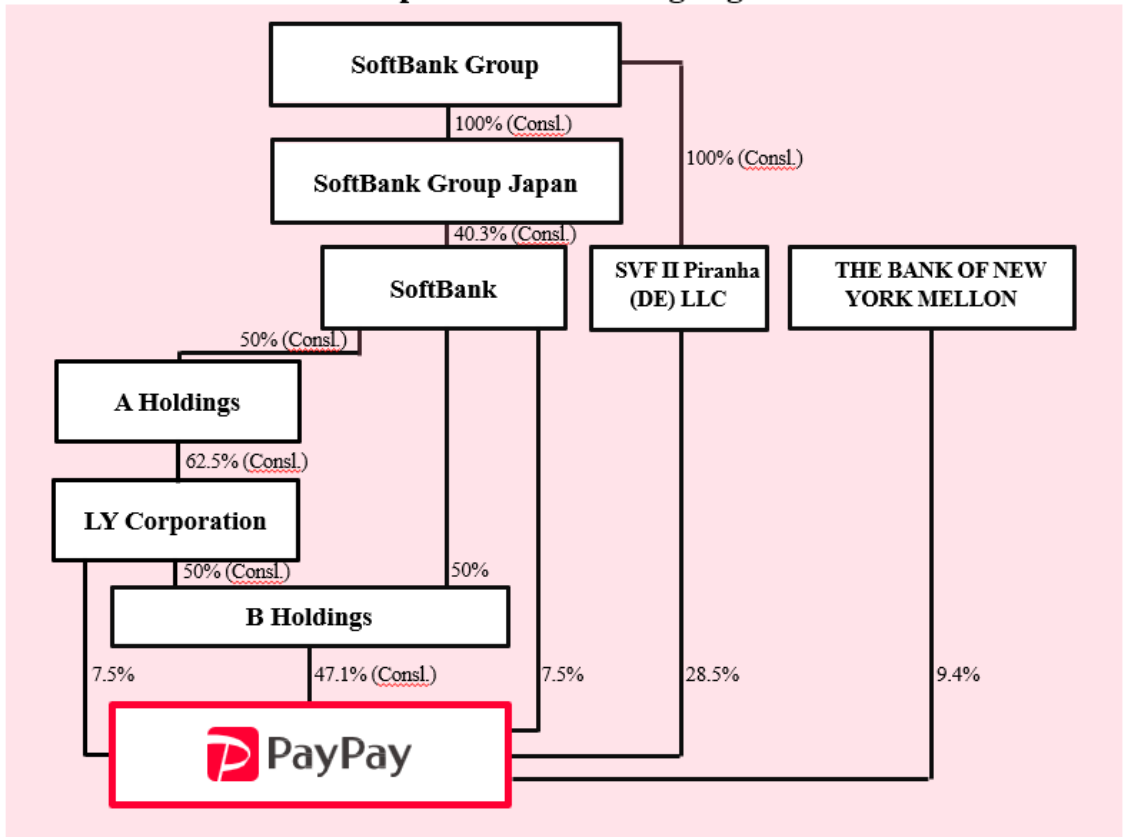 SoftBank Group
100% (Consl.)
100% (Consl.)
SoftBank Group Japan
40.3% (Consl.)
SoftBank
SVF II Piranha
(DE) LLC
THE BANK OF NEW
YORK MELLON
50% (Consl.)
A Holdings
62.5% (Consl.)
LY Corporation
50% (Consl.)
50%
B Holdings
7.5%
47.1% (Consl.)
7.5%
28.5%
9.4%
PayPay